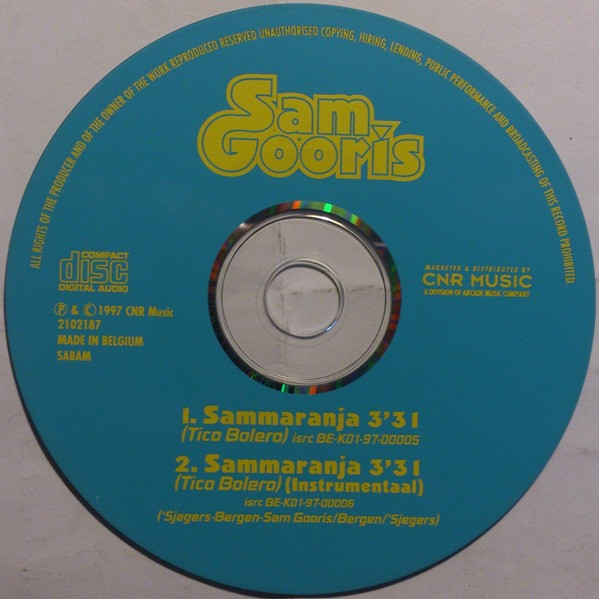 ALL RIGHTS OF THE PRODUCER AND OF THE OWNER OF THE WORK REPRODUCED RESERVED UNAUTHORISED COPYING, HIRING, LENDING, PUBLIC PERFORMANCE AND BROADCASTING OF THIS RECORD PROHIBITED.
Sam
Gooris
COMPACT
disc
DIGITAL AUDIO
MARKETED & DISTRIBUTED BY
CNR MUSIC
A DIVISION OF ARCADE MUSIC COMPANY
℗ & © 1997 CNR Music
2102187
MADE IN BELGIUM
SABAM
1. Sammaranja 3'31
(Tico Bolero) isrc BE-K01-97-00005
2. Sammaranja 3'31
(Tico Bolero) (Instrumentaal)
isrc BE-K01-97-00006
('Sjegers-Bergen-Sam Gooris/Bergen/'Sjegers)